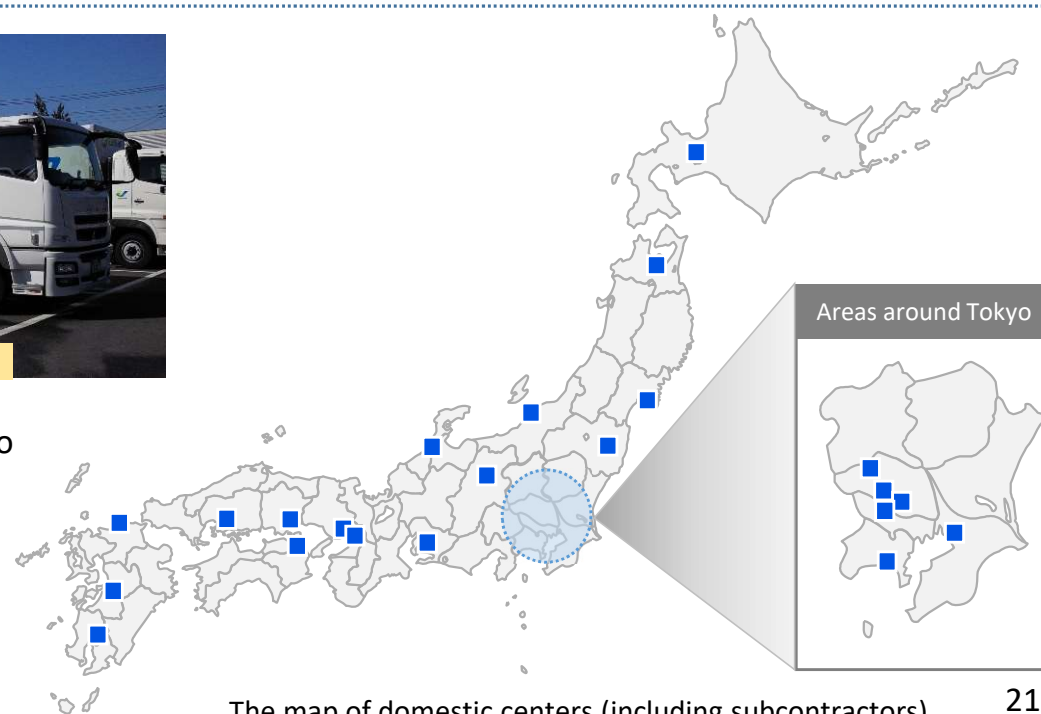 Areas around Tokyo
o
The map of domestic centers (including subcontractors)
21